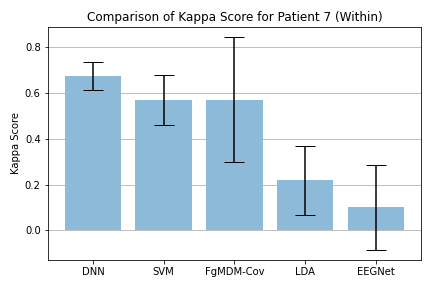 Comparison of Kappa Score for Patient 7 (Within)
Kappa Score
0.8
0.6
0.4
0.2
0.0
DNN
SVM
FgMDM-Cov
LDA
EEGNet